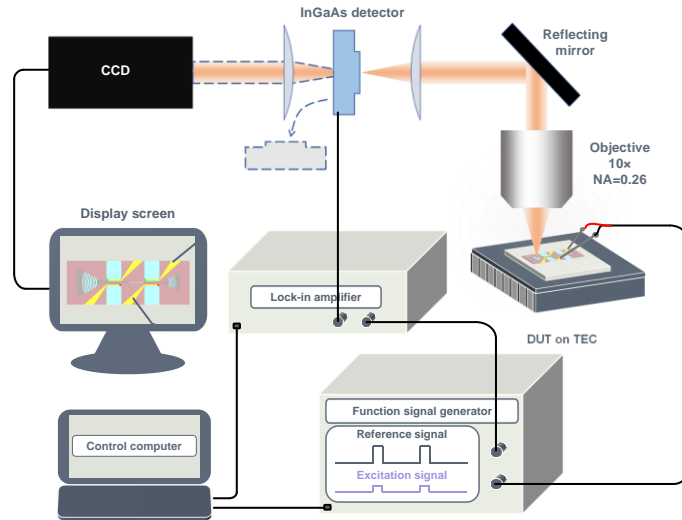 InGaAs detector
CCD
Reflecting
mirror
Objective
10×
NA=0.26
Display screen
Lock-in amplifier
DUT on TEC
Function signal generator
Reference signal
Excitation signal
Control computer